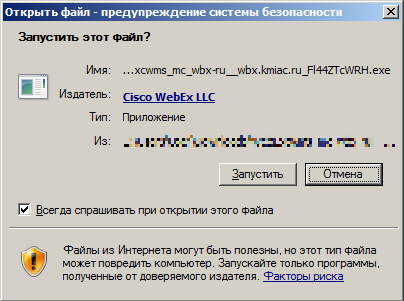 Открыть файл - предупреждение системы безопасности
Запустить этот файл?
Имя: ...xcwms_mc_wbx-ru__wbx.kmiac.ru_Fl44ZTcWRH.exe
Издатель: Cisco WebEx LLC
Тип: Приложение
Из:
Запустить Отмена
Всегда спрашивать при открытии этого файла
Файлы из Интернета могут быть полезны, но этот тип файла
может повредить компьютер. Запускайте только программы,
полученные от доверяемого издателя. Факторы риска